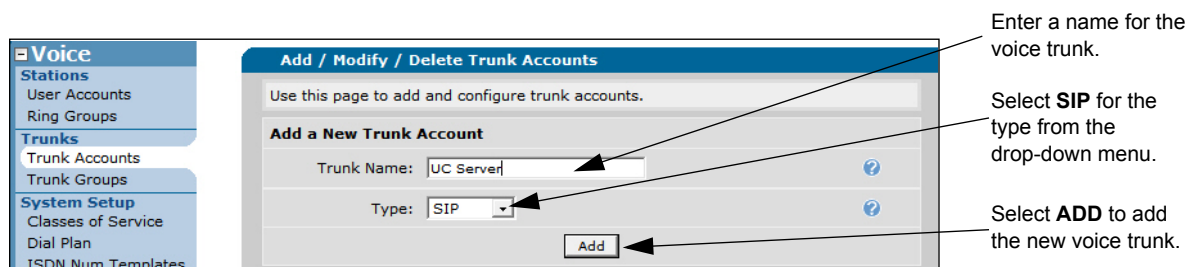 Voice
Stations
User Accounts
Ring Groups
Trunks
Trunk Accounts
Trunk Groups
System Setup
Classes of Service
Dial Plan
ISDN Num Templates
Add / Modify / Delete Trunk Accounts
Use this page to add and configure trunk accounts.
Add a New Trunk Account
Trunk Name: UC Server
?
Type: SIP
?
Add
Enter a name for the
voice trunk.
Select SIP for the
type from the
drop-down menu.
Select ADD to add
the new voice trunk.